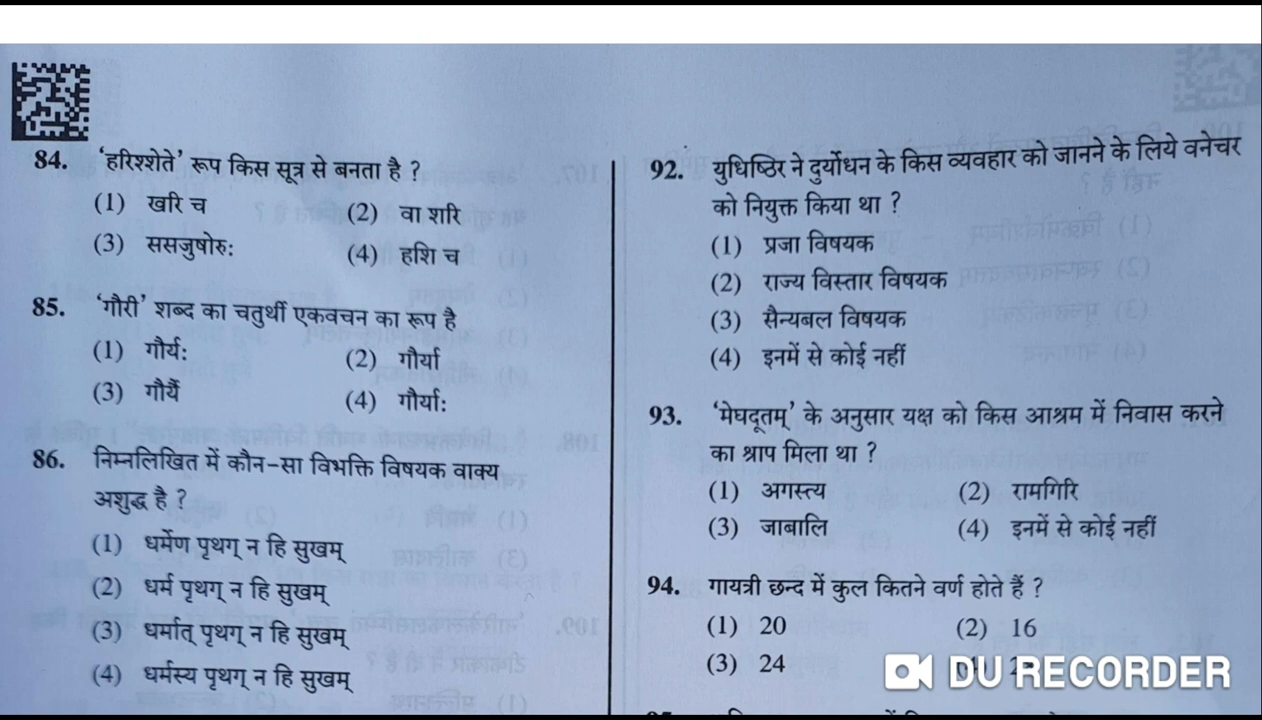 84. 'हरिश्शेते' रूप किस सूत्र से बनता है ?
(1) खरि च (2) वा शरि
(3) ससजुषोरुः (4) हशि च
85. 'गौरी' शब्द का चतुर्थी एकवचन का रूप है
(1) गौर्यः (2) गौर्या
(3) गौर्यै (4) गौर्याः
86. निम्नलिखित में कौन-सा विभक्ति विषयक वाक्य
अशुद्ध है ?
(1) धर्मेण पृथग् न हि सुखम्
(2) धर्म पृथग् न हि सुखम्
(3) धर्मात् पृथग् न हि सुखम्
(4) धर्मस्य पृथग् न हि सुखम्
92. युधिष्ठिर ने दुर्योधन के किस व्यवहार को जानने के लिये वनेचर
को नियुक्त किया था ?
(1) प्रजा विषयक
(2) राज्य विस्तार विषयक
(3) सैन्यबल विषयक
(4) इनमें से कोई नहीं
93. 'मेघदूतम्' के अनुसार यक्ष को किस आश्रम में निवास करने
का श्राप मिला था ?
(1) अगस्त्य (2) रामगिरि
(3) जाबालि (4) इनमें से कोई नहीं
94. गायत्री छन्द में कुल कितने वर्ण होते हैं ?
(1) 20 (2) 16
(3) 24
DU RECORDER